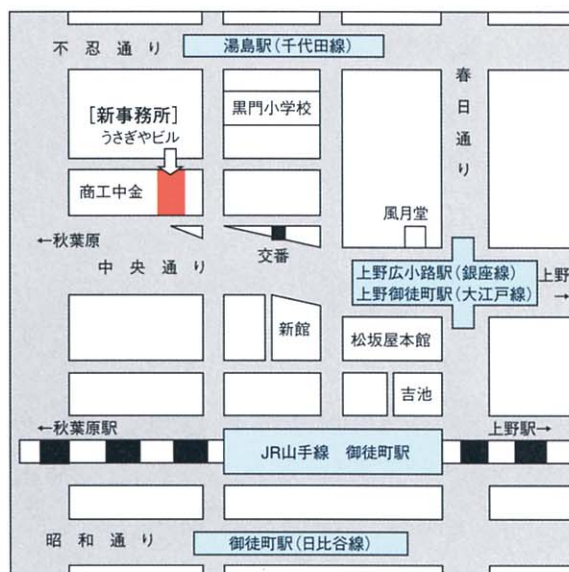 不忍通り
湯島駅（千代田線）
春日通り
［新事務所］
うさぎやビル
黒門小学校
商工中金
風月堂
←秋葉原
交番
中央通り
上野広小路駅（銀座線）
上野御徒町駅（大江戸線）
上野
→
新館
松坂屋本館
吉池
←秋葉原駅
上野駅→
JR山手線　御徒町駅
昭和通り
御徒町駅（日比谷線）